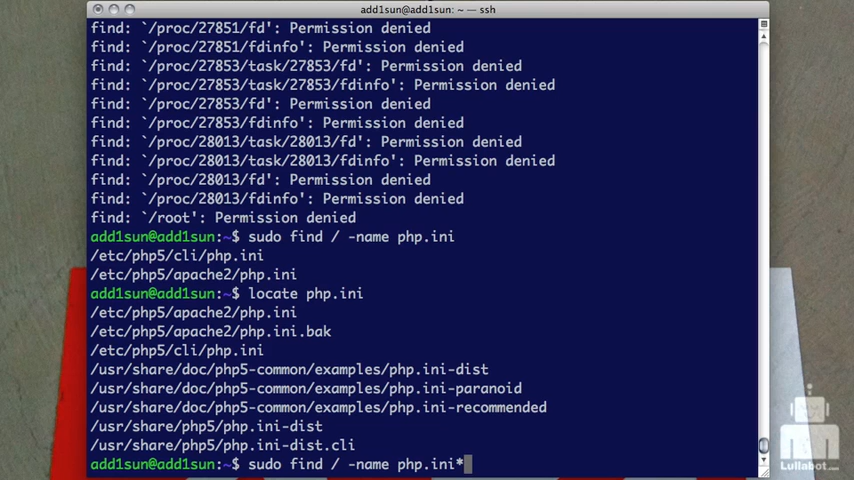 add1sun@add1sun: ~ — ssh
find: `/proc/27851/fd': Permission denied
find: `/proc/27851/fdinfo': Permission denied
find: `/proc/27853/task/27853/fd': Permission denied
find: `/proc/27853/task/27853/fdinfo': Permission denied
find: `/proc/27853/fd': Permission denied
find: `/proc/27853/fdinfo': Permission denied
find: `/proc/28013/task/28013/fd': Permission denied
find: `/proc/28013/task/28013/fdinfo': Permission denied
find: `/proc/28013/fd': Permission denied
find: `/proc/28013/fdinfo': Permission denied
find: `/root': Permission denied
add1sun@add1sun:~$ sudo find / -name php.ini
/etc/php5/cli/php.ini
/etc/php5/apache2/php.ini
add1sun@add1sun:~$ locate php.ini
/etc/php5/apache2/php.ini
/etc/php5/apache2/php.ini.bak
/etc/php5/cli/php.ini
/usr/share/doc/php5-common/examples/php.ini-dist
/usr/share/doc/php5-common/examples/php.ini-paranoid
/usr/share/doc/php5-common/examples/php.ini-recommended
/usr/share/php5/php.ini-dist
/usr/share/php5/php.ini-dist.cli
add1sun@add1sun:~$ sudo find / -name php.ini*
Lullabot.com